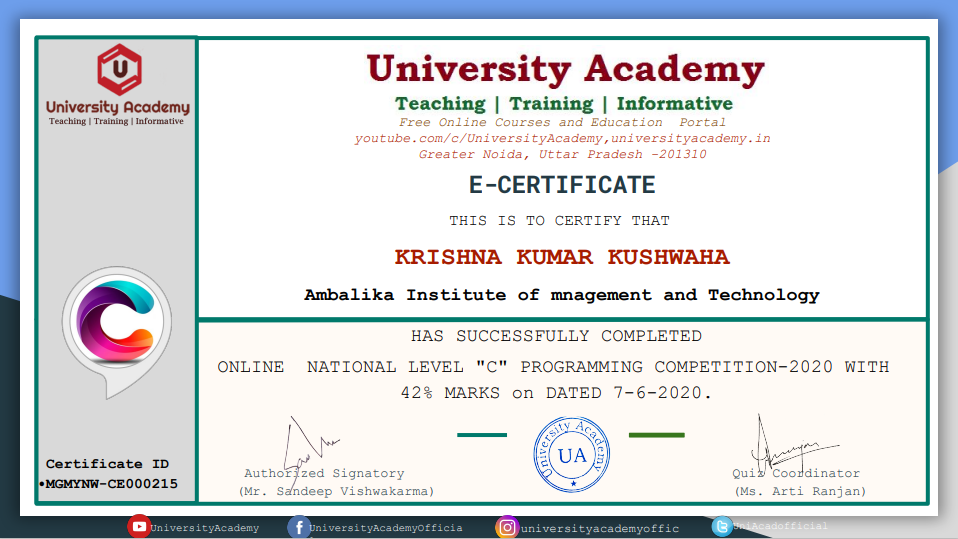 U
University Academy
Teaching | Training | Informative
University Academy
Teaching | Training | Informative
Free Online Courses and Education Portal
youtube.com/c/UniversityAcademy,universityacademy.in
Greater Noida, Uttar Pradesh -201310
E-CERTIFICATE
THIS IS TO CERTIFY THAT
KRISHNA KUMAR KUSHWAHA
Ambalika Institute of mnagement and Technology
HAS SUCCESSFULLY COMPLETED
ONLINE NATIONAL LEVEL "C" PROGRAMMING COMPETITION-2020 WITH
42% MARKS on DATED 7-6-2020.
Certificate ID
•MGMYNW-CE000215
Authorized Signatory
(Mr. Sandeep Vishwakarma)
University Academy
UA
Quiz Coordinator
(Ms. Arti Ranjan)
UniversityAcademy
UniversityAcademyOfficia
universityacademyoffic
UniAcadofficial